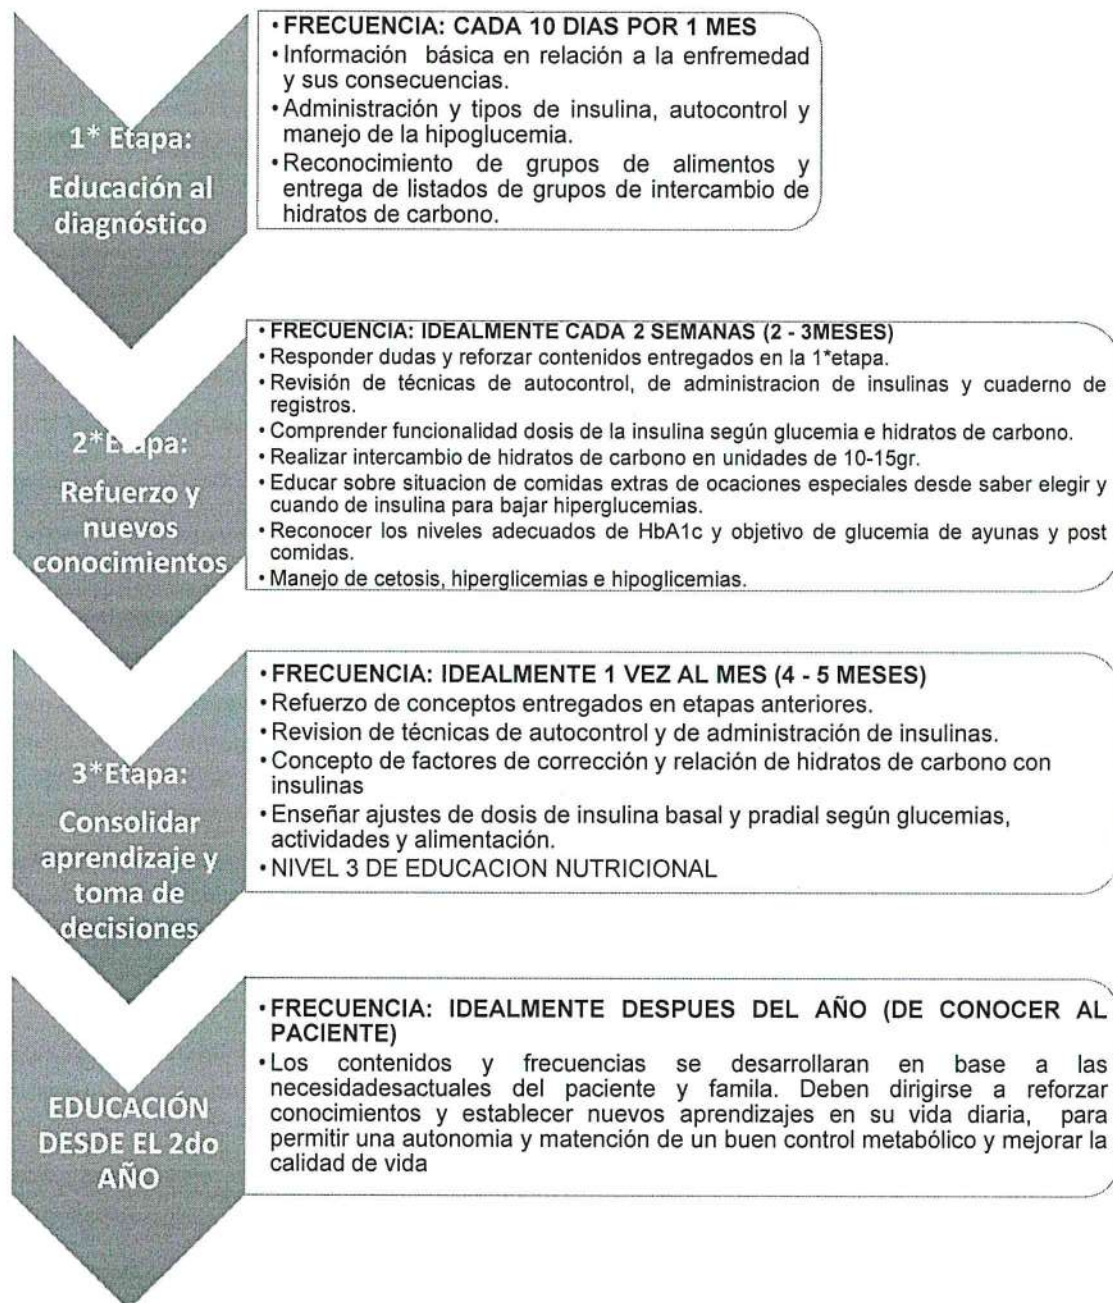 1* Etapa:
Educación al
diagnóstico
• FRECUENCIA: CADA 10 DIAS POR 1 MES
• Información básica en relación a la enfremedad
y sus consecuencias.
• Administración y tipos de insulina, autocontrol y
manejo de la hipoglucemia.
• Reconocimiento de grupos de alimentos y
entrega de listados de grupos de intercambio de
hidratos de carbono.
2*Etapa:
Refuerzo y
nuevos
conocimientos
• FRECUENCIA: IDEALMENTE CADA 2 SEMANAS (2 - 3MESES)
• Responder dudas y reforzar contenidos entregados en la 1*etapa.
• Revisión de técnicas de autocontrol, de administracion de insulinas y cuaderno de
registros.
• Comprender funcionalidad dosis de la insulina según glucemia e hidratos de carbono.
• Realizar intercambio de hidratos de carbono en unidades de 10-15gr.
• Educar sobre situacion de comidas extras de ocaciones especiales desde saber elegir y
cuando de insulina para bajar hiperglucemias.
• Reconocer los niveles adecuados de HbA1c y objetivo de glucemia de ayunas y post
comidas.
• Manejo de cetosis, hiperglicemias e hipoglicemias.
3*Etapa:
Consolidar
aprendizaje y
toma de
decisiones
• FRECUENCIA: IDEALMENTE 1 VEZ AL MES (4 - 5 MESES)
• Refuerzo de conceptos entregados en etapas anteriores.
• Revision de técnicas de autocontrol y de administración de insulinas.
• Concepto de factores de corrección y relación de hidratos de carbono con
insulinas
• Enseñar ajustes de dosis de insulina basal y pradial según glucemias,
actividades y alimentación.
• NIVEL 3 DE EDUCACION NUTRICIONAL
EDUCACIÓN
DESDE EL 2do
AÑO
• FRECUENCIA: IDEALMENTE DESPUES DEL AÑO (DE CONOCER AL
PACIENTE)
• Los contenidos y frecuencias se desarrollaran en base a las
necesidadesactuales del paciente y famila. Deben dirigirse a reforzar
conocimientos y establecer nuevos aprendizajes en su vida diaria, para
permitir una autonomia y matención de un buen control metabólico y mejorar la
calidad de vida